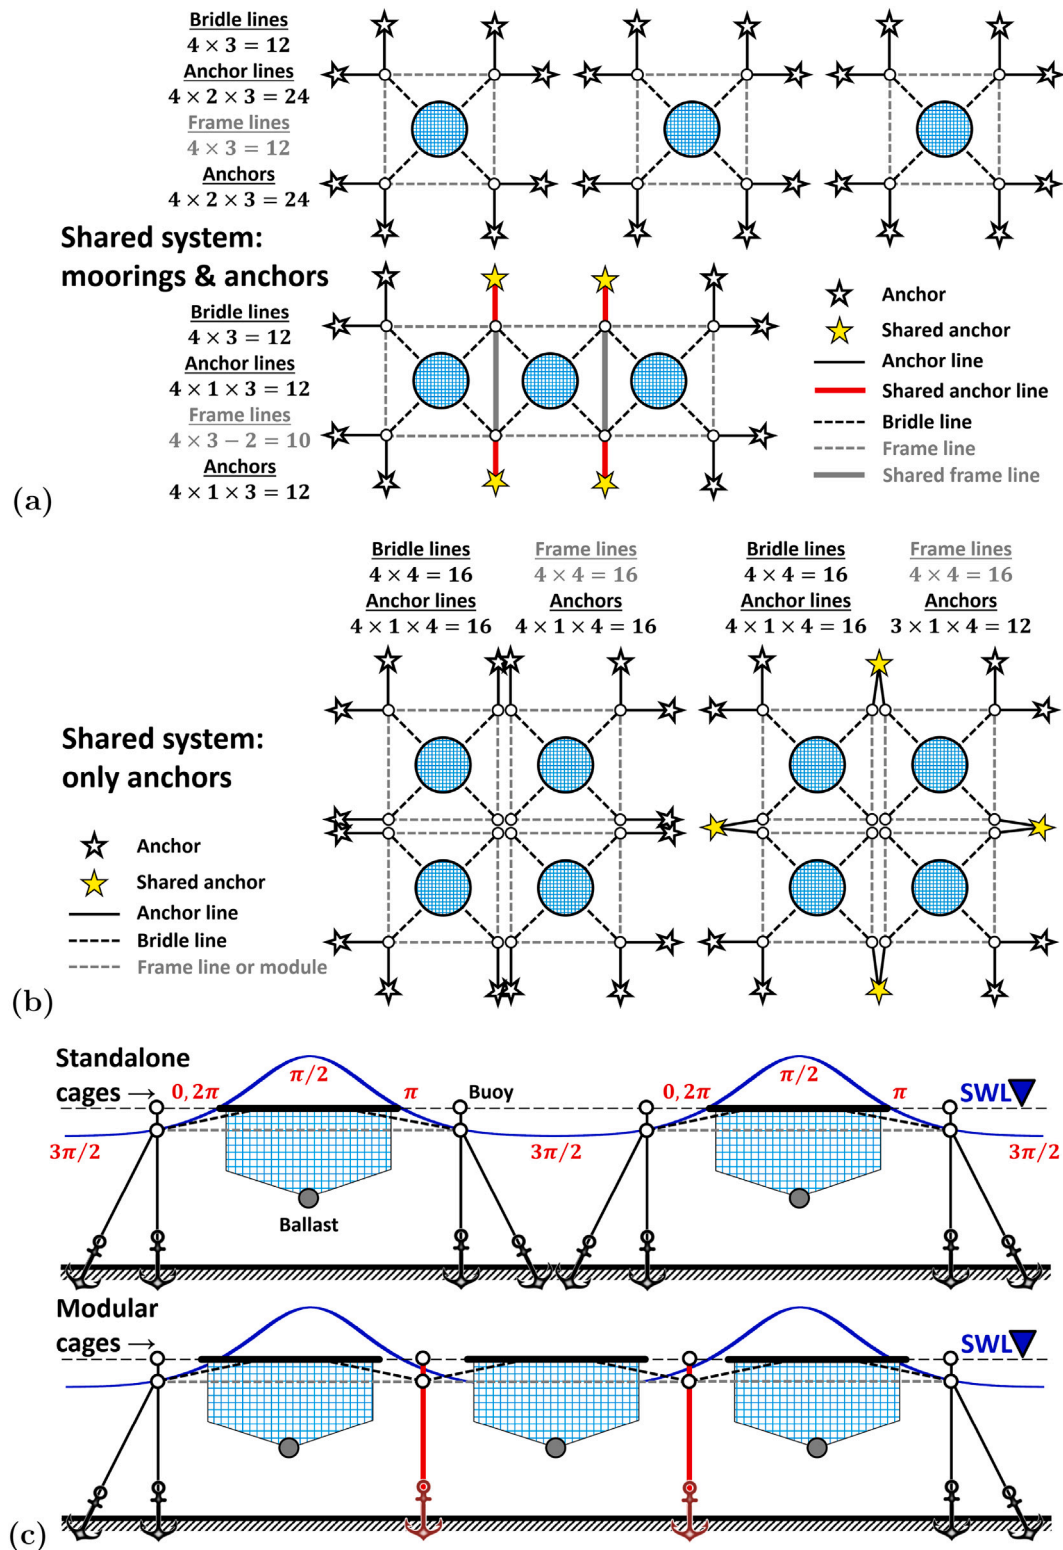 Bridle lines
4 × 3 = 12
Anchor lines
4 × 2 × 3 = 24
Frame lines
4 × 3 = 12
Anchors
4 × 2 × 3 = 24
Shared system:
moorings & anchors
Bridle lines
4 × 3 = 12
Anchor lines
4 × 1 × 3 = 12
Frame lines
4 × 3 − 2 = 10
Anchors
4 × 1 × 3 = 12
Anchor
Shared anchor
Anchor line
Shared anchor line
Bridle line
Frame line
Shared frame line
(a)
Bridle lines
4 × 4 = 16
Anchor lines
4 × 1 × 4 = 16
Frame lines
4 × 4 = 16
Anchors
4 × 1 × 4 = 16
Bridle lines
4 × 4 = 16
Anchor lines
4 × 1 × 4 = 16
Frame lines
4 × 4 = 16
Anchors
3 × 1 × 4 = 12
Shared system:
only anchors
Anchor
Shared anchor
Anchor line
Bridle line
Frame line or module
(b)
Standalone
cages →
0, 2π
π/2
π
Buoy
0, 2π
π/2
π
SWL
3π/2
3π/2
3π/2
Ballast
Modular
cages →
SWL
(c)